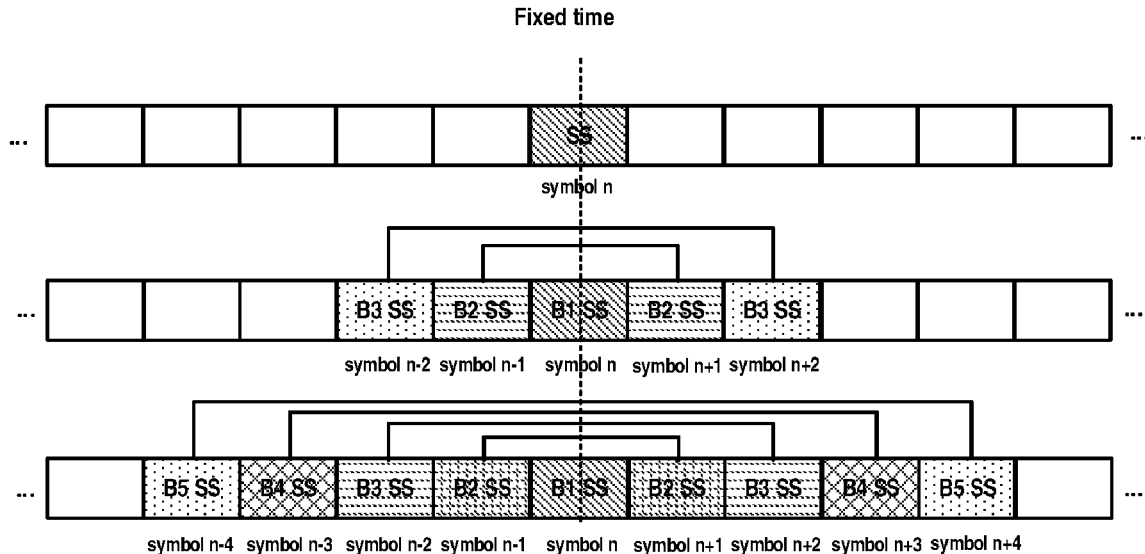 Fixed time
... SS ...
symbol n
... B3 SS B2 SS B1 SS B2 SS B3 SS ...
symbol n-2 symbol n-1 symbol n symbol n+1 symbol n+2
... B5 SS B4 SS B3 SS B2 SS B1 SS B2 SS B3 SS B4 SS B5 SS ...
symbol n-4 symbol n-3 symbol n-2 symbol n-1 symbol n symbol n+1 symbol n+2 symbol n+3 symbol n+4